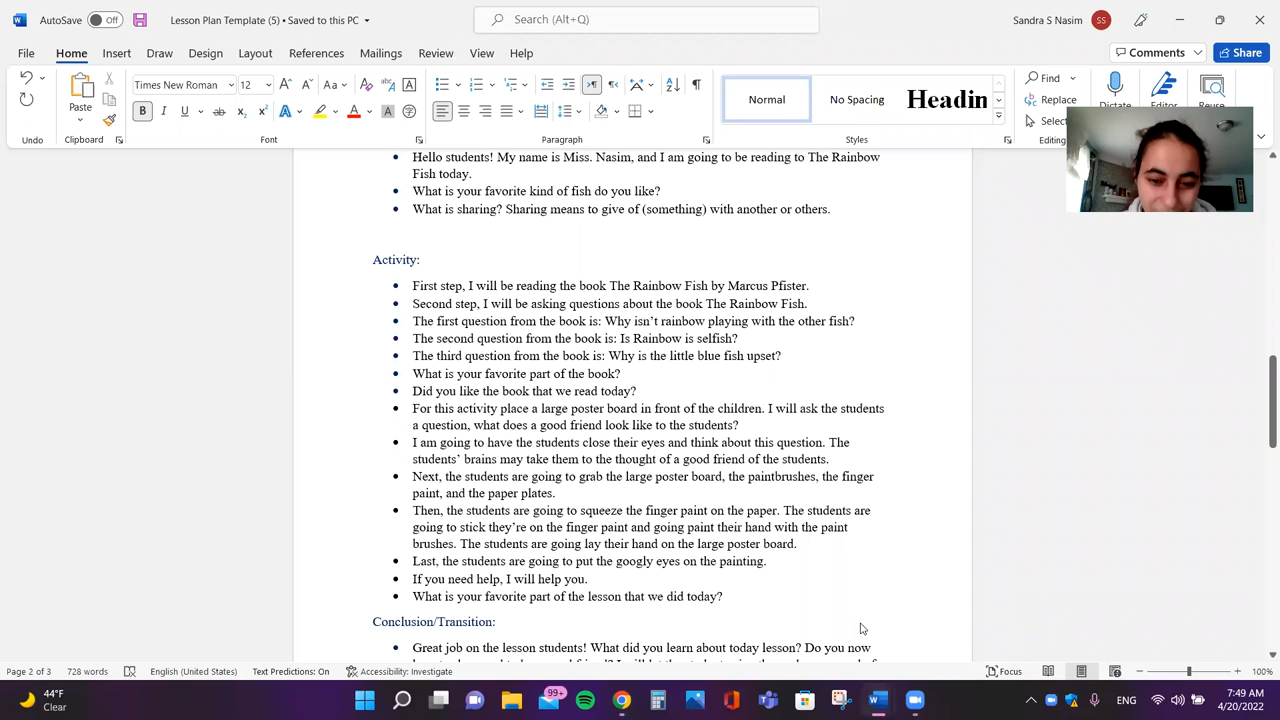 AutoSave Off Lesson Plan Template (5) • Saved to this PC Search (Alt+Q) Sandra S Nasim SS
File Home Insert Draw Design Layout References Mailings Review View Help Comments Share
Times New Roman 12 Aa A Find
Paste Normal No Spacing Headin Replace Dictate Editor Reuse
B I U ab x₂ x² A Selec
Undo Clipboard Font Paragraph Styles Editing
Hello students! My name is Miss. Nasim, and I am going to be reading to The Rainbow
Fish today.
What is your favorite kind of fish do you like?
What is sharing? Sharing means to give of (something) with another or others.
Activity:
First step, I will be reading the book The Rainbow Fish by Marcus Pfister.
Second step, I will be asking questions about the book The Rainbow Fish.
The first question from the book is: Why isn’t rainbow playing with the other fish?
The second question from the book is: Is Rainbow is selfish?
The third question from the book is: Why is the little blue fish upset?
What is your favorite part of the book?
Did you like the book that we read today?
For this activity place a large poster board in front of the children. I will ask the students
a question, what does a good friend look like to the students?
I am going to have the students close their eyes and think about this question. The
students’ brains may take them to the thought of a good friend of the students.
Next, the students are going to grab the large poster board, the paintbrushes, the finger
paint, and the paper plates.
Then, the students are going to squeeze the finger paint on the paper. The students are
going to stick they’re on the finger paint and going paint their hand with the paint
brushes. The students are going lay their hand on the large poster board.
Last, the students are going to put the googly eyes on the painting.
If you need help, I will help you.
What is your favorite part of the lesson that we did today?
Conclusion/Transition:
Great job on the lesson students! What did you learn about today lesson? Do you now
Page 2 of 3 728 words English (United States) Text Predictions: On Accessibility: Investigate Focus 100%
44°F
Clear
99+
ENG
7:49 AM
4/20/2022